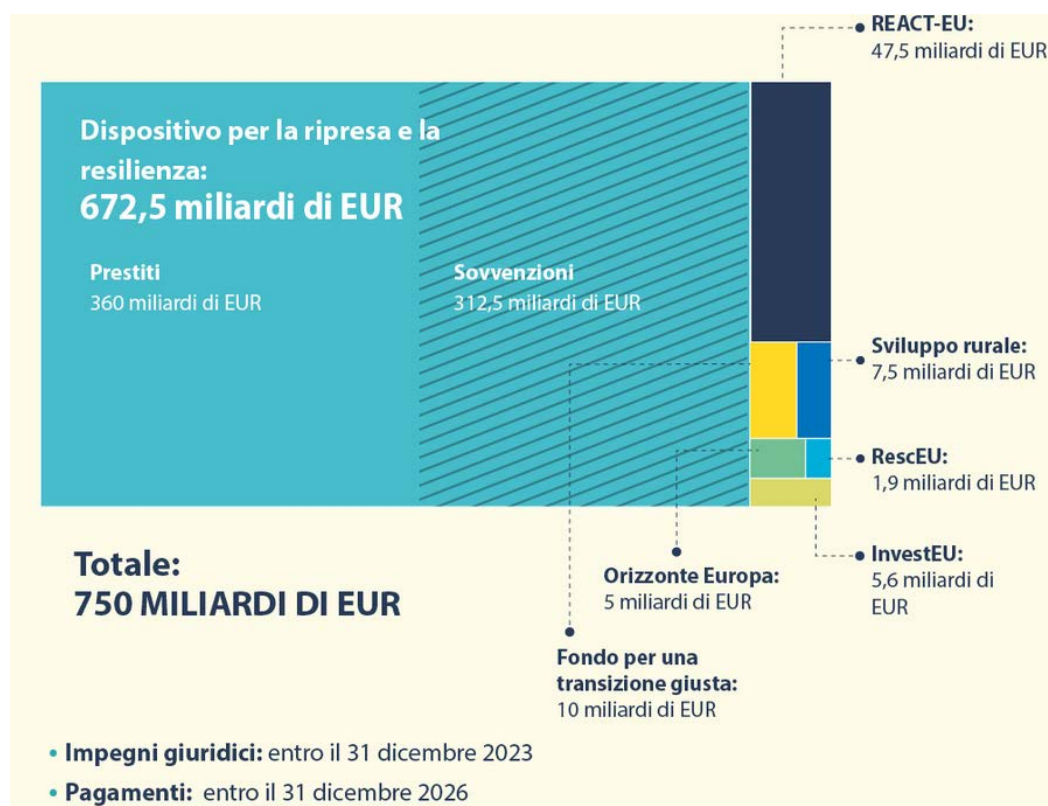 REACT-EU:
47,5 miliardi di EUR
Dispositivo per la ripresa e la
resilienza:
672,5 miliardi di EUR
Prestiti
360 miliardi di EUR
Sovvenzioni
312,5 miliardi di EUR
Sviluppo rurale:
7,5 miliardi di EUR
RescEU:
1,9 miliardi di EUR
InvestEU:
5,6 miliardi di
EUR
Orizzonte Europa:
5 miliardi di EUR
Fondo per una
transizione giusta:
10 miliardi di EUR
Totale:
750 MILIARDI DI EUR
• Impegni giuridici: entro il 31 dicembre 2023
• Pagamenti: entro il 31 dicembre 2026